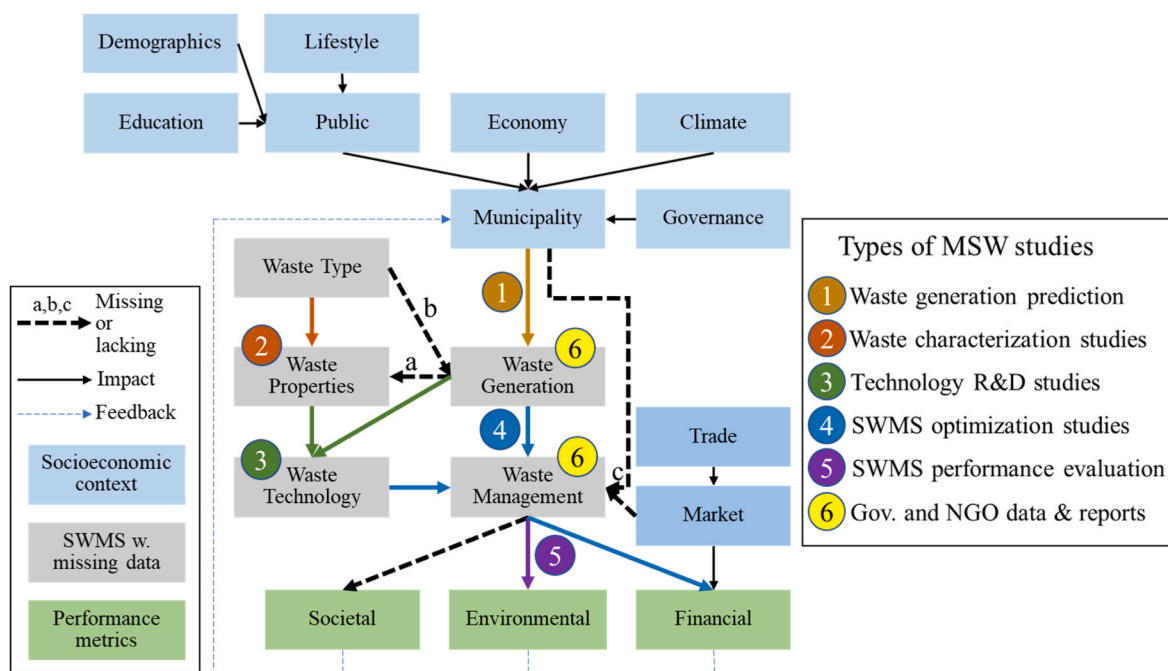 Demographics
Lifestyle
Education
Public
Economy
Climate
Municipality
Governance
Waste Type
b
1
2
Waste
Properties
a
6
Waste
Generation
4
3
Waste
Technology
6
Waste
Management
c
Trade
Market
5
Societal
Environmental
Financial
a,b,c
Missing
or
lacking
Impact
Feedback
Socioeconomic
context
SWMS w.
missing data
Performance
metrics
Types of MSW studies
1 Waste generation prediction
2 Waste characterization studies
3 Technology R&D studies
4 SWMS optimization studies
5 SWMS performance evaluation
6 Gov. and NGO data & reports